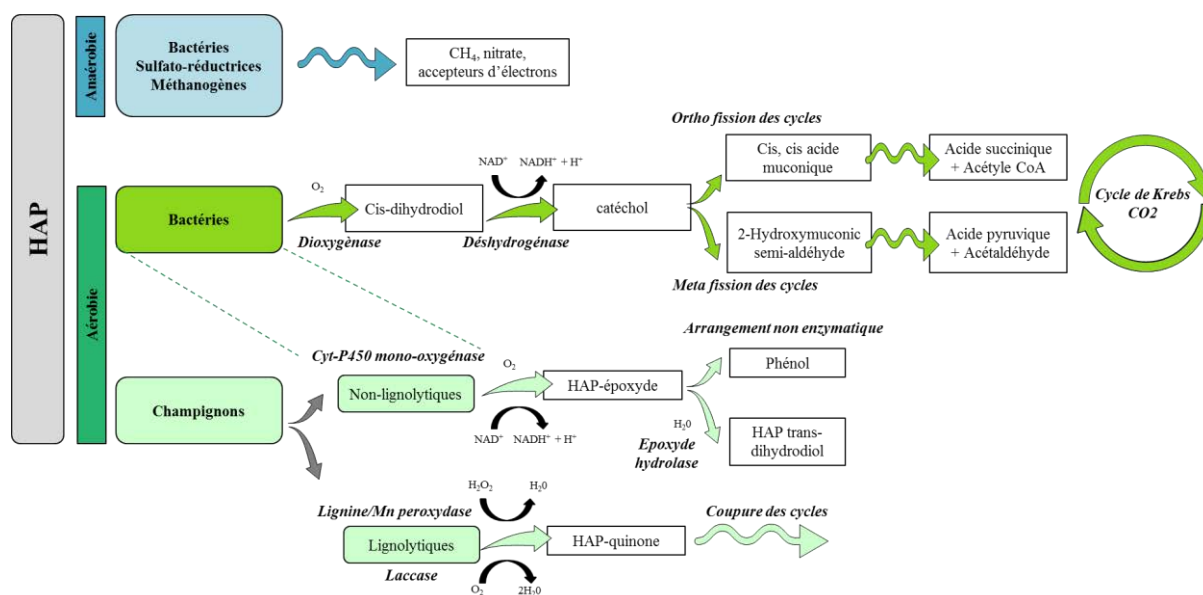 HAP
Anaérobie
Bactéries
Sulfato-réductrices
Méthanogènes
CH₄, nitrate,
accepteurs d’électrons
Aérobie
Bactéries
O₂
Dioxygènase
Cis-dihydrodiol
NAD⁺
NADH⁺ + H⁺
Déshydrogénase
catéchol
Ortho fission des cycles
Cis, cis acide
muconique
Acide succinique
+ Acétyle CoA
2-Hydroxymuconic
semi-aldéhyde
Acide pyruvique
+ Acétaldéhyde
Meta fission des cycles
Cycle de Krebs
CO2
Champignons
Cyt-P450 mono-oxygénase
Non-lignolytiques
O₂
NAD⁺
NADH⁺ + H⁺
HAP-époxyde
Arrangement non enzymatique
Phénol
H₂0
Epoxyde
hydrolase
HAP trans-
dihydrodiol
Lignine/Mn peroxydase
Lignolytiques
Laccase
H₂O₂
H₂0
O₂
2H₂0
HAP-quinone
Coupure des cycles